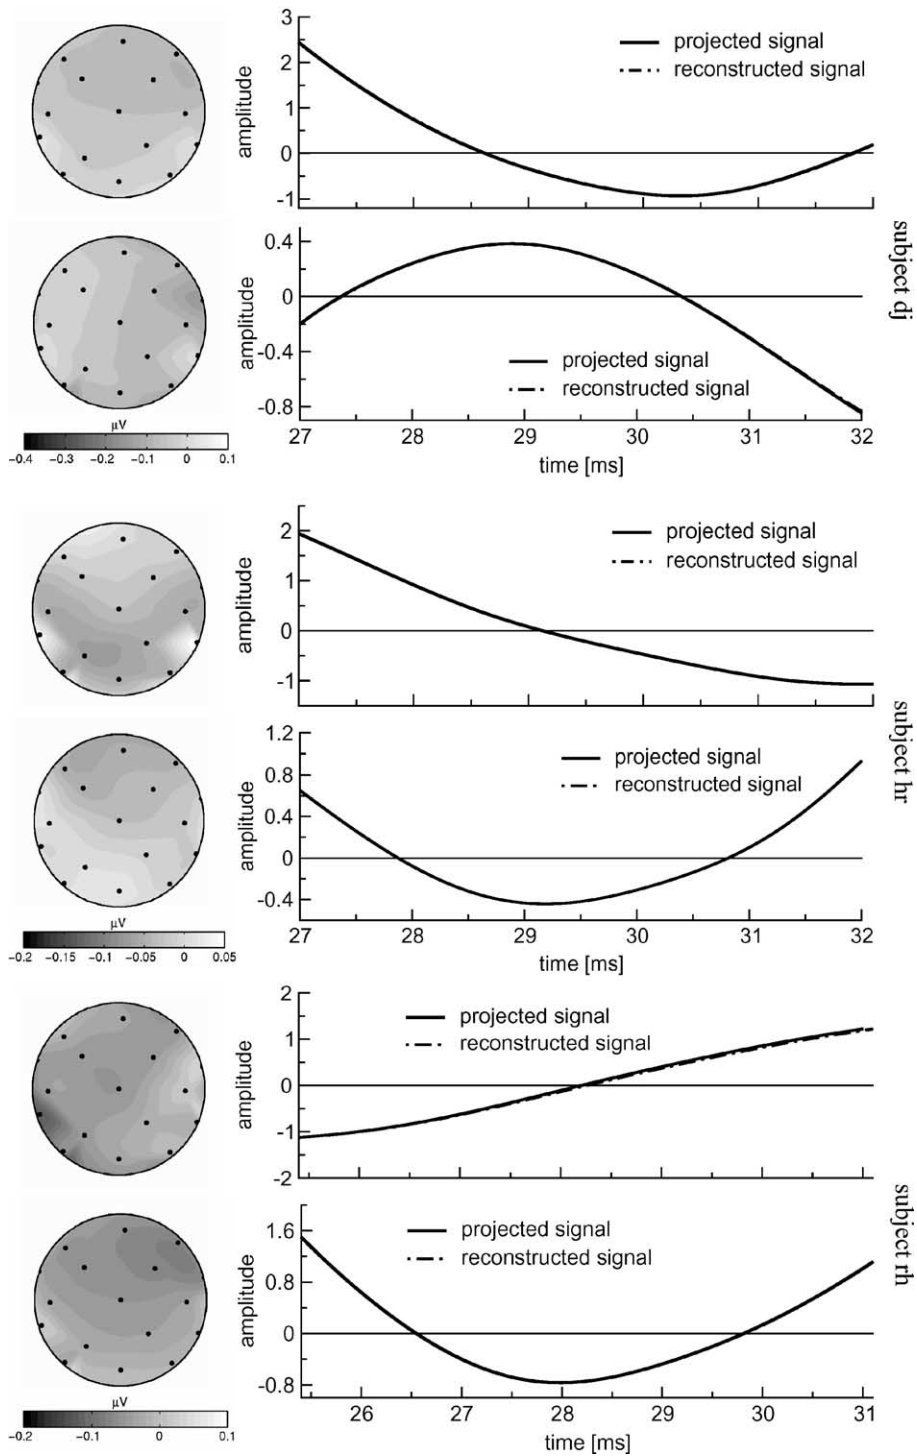 3
2
1
0
-1
amplitude
projected signal
reconstructed signal
0.4
0
-0.4
-0.8
amplitude
projected signal
reconstructed signal
27 28 29 30 31 32
time [ms]
μV
-0.4 -0.3 -0.2 -0.1 0 0.1
subject dj
2
1
0
-1
amplitude
projected signal
reconstructed signal
1.2
0.8
0.4
0
-0.4
amplitude
projected signal
reconstructed signal
27 28 29 30 31 32
time [ms]
μV
-0.2 -0.15 -0.1 -0.05 0 0.05
subject hr
2
1
0
-1
-2
amplitude
projected signal
reconstructed signal
26 27 28 29 30 31
1.6
0.8
0
-0.8
amplitude
projected signal
reconstructed signal
26 27 28 29 30 31
time [ms]
μV
-0.2 -0.1 0 0.1
subject rh